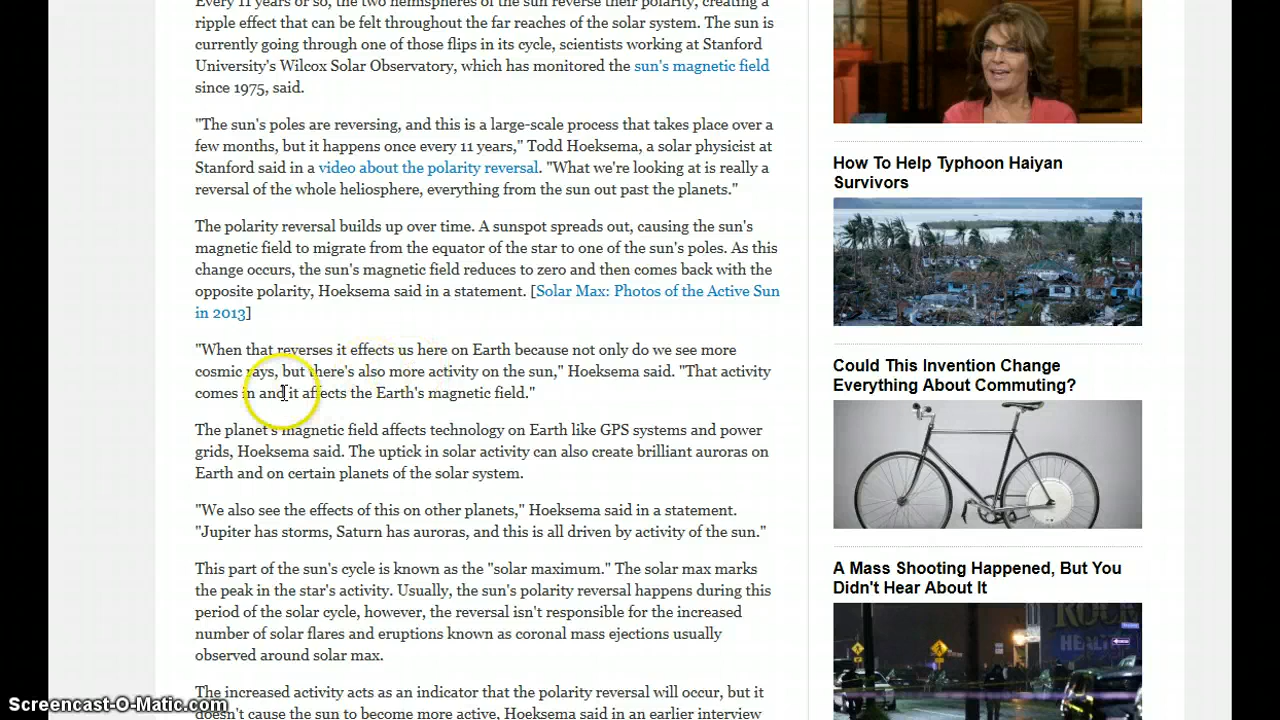 Every 11 years or so, the two hemispheres of the sun reverse their polarity, creating a
ripple effect that can be felt throughout the far reaches of the solar system. The sun is
currently going through one of those flips in its cycle, scientists working at Stanford
University's Wilcox Solar Observatory, which has monitored the sun's magnetic field
since 1975, said.
"The sun's poles are reversing, and this is a large-scale process that takes place over a
few months, but it happens once every 11 years," Todd Hoeksema, a solar physicist at
Stanford said in a video about the polarity reversal. "What we're looking at is really a
reversal of the whole heliosphere, everything from the sun out past the planets."
The polarity reversal builds up over time. A sunspot spreads out, causing the sun's
magnetic field to migrate from the equator of the star to one of the sun's poles. As this
change occurs, the sun's magnetic field reduces to zero and then comes back with the
opposite polarity, Hoeksema said in a statement. [Solar Max: Photos of the Active Sun
in 2013]
"When that reverses it effects us here on Earth because not only do we see more
cosmic rays, but there's also more activity on the sun," Hoeksema said. "That activity
comes in and it affects the Earth's magnetic field."
The planet's magnetic field affects technology on Earth like GPS systems and power
grids, Hoeksema said. The uptick in solar activity can also create brilliant auroras on
Earth and on certain planets of the solar system.
"We also see the effects of this on other planets," Hoeksema said in a statement.
"Jupiter has storms, Saturn has auroras, and this is all driven by activity of the sun."
This part of the sun's cycle is known as the "solar maximum." The solar max marks
the peak in the star's activity. Usually, the sun's polarity reversal happens during this
period of the solar cycle, however, the reversal isn't responsible for the increased
number of solar flares and eruptions known as coronal mass ejections usually
observed around solar max.
The increased activity acts as an indicator that the polarity reversal will occur, but it
doesn't cause the sun to become more active, Hoeksema said in an earlier interview
How To Help Typhoon Haiyan
Survivors
Could This Invention Change
Everything About Commuting?
A Mass Shooting Happened, But You
Didn't Hear About It
Screencast-O-Matic.com